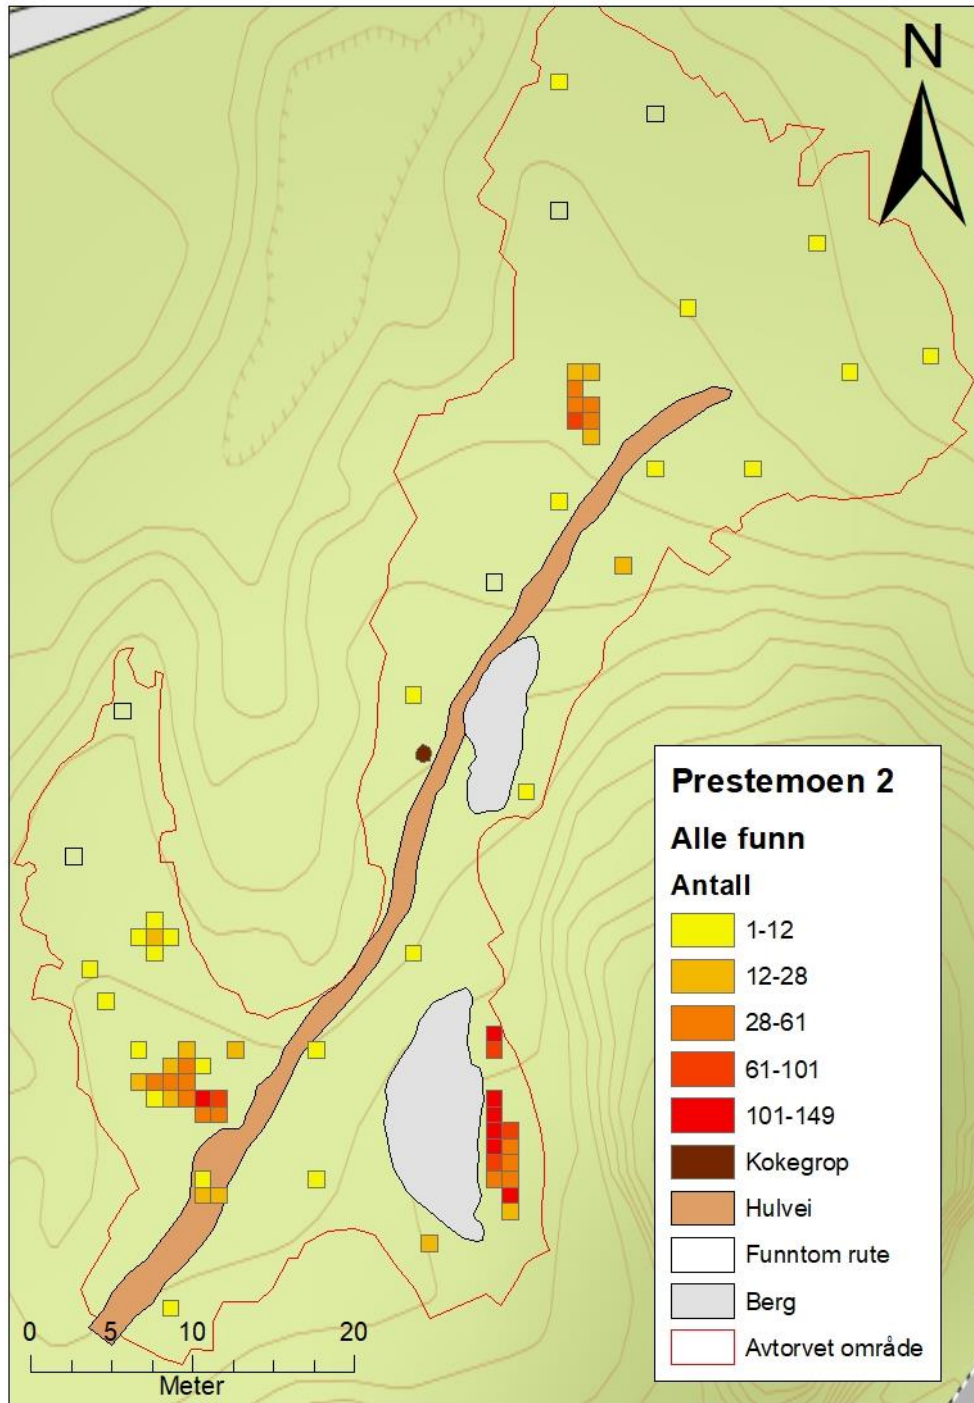 N
Prestemoen 2
Alle funn
Antall
1-12
12-28
28-61
61-101
101-149
Kokegrop
Hulvei
Funntom rute
Berg
Avtorvet område
0 5 10 20
Meter